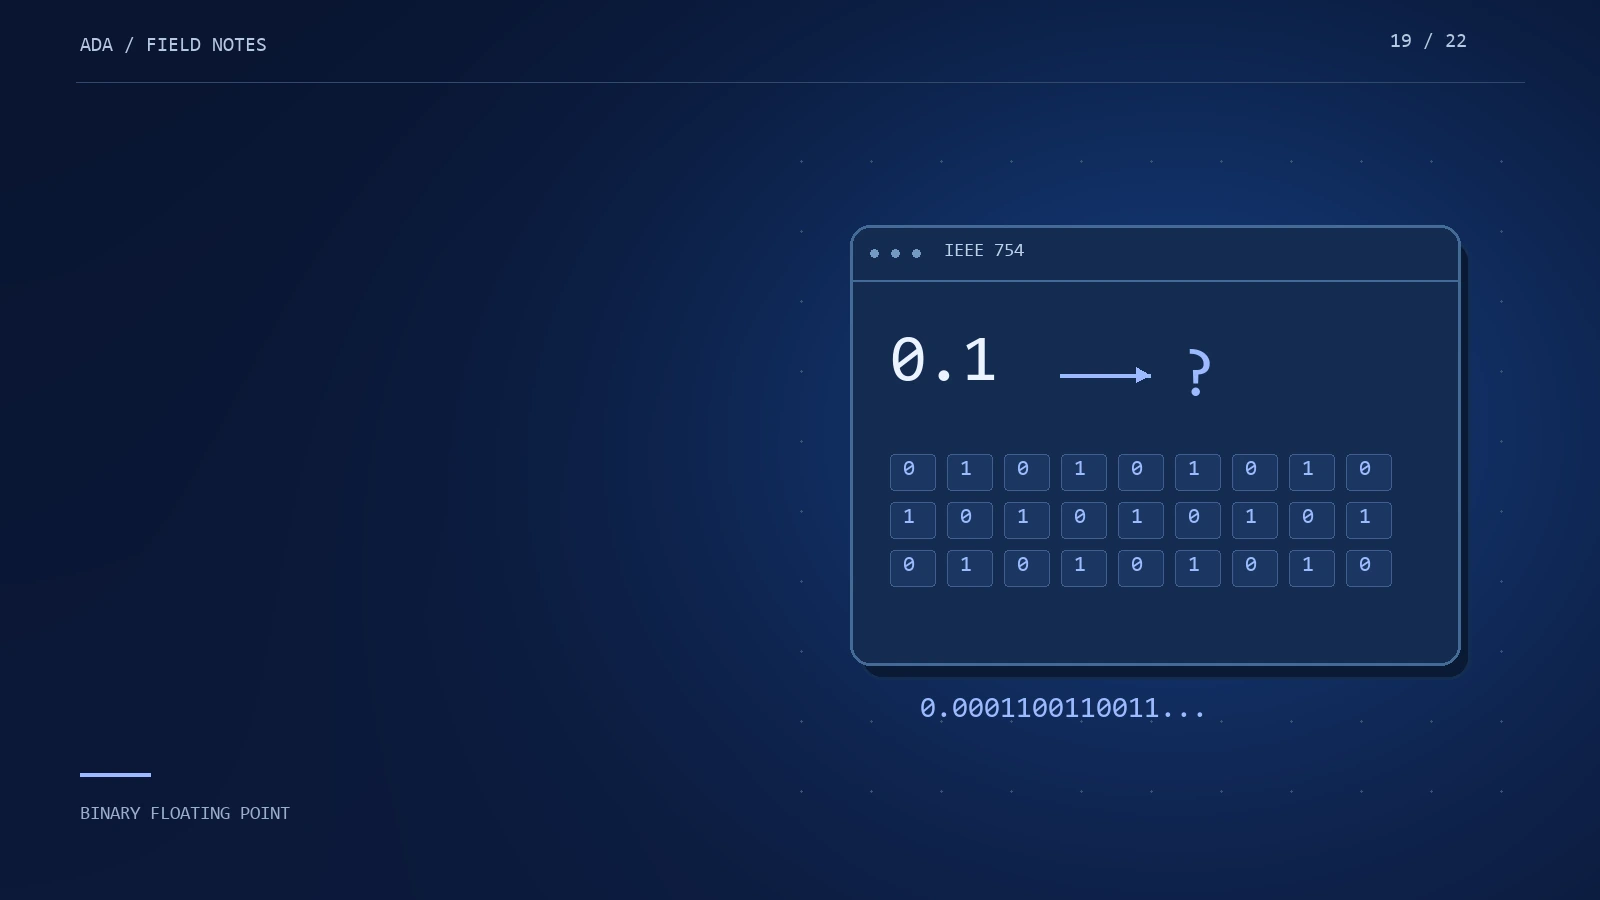 ADA / FIELD NOTES
19 / 22
IEEE 754
0.1 → ?
0 1 0 1 0 1 0 1 0
1 0 1 0 1 0 1 0 1
0 1 0 1 0 1 0 1 0
0.0001100110011...
BINARY FLOATING POINT